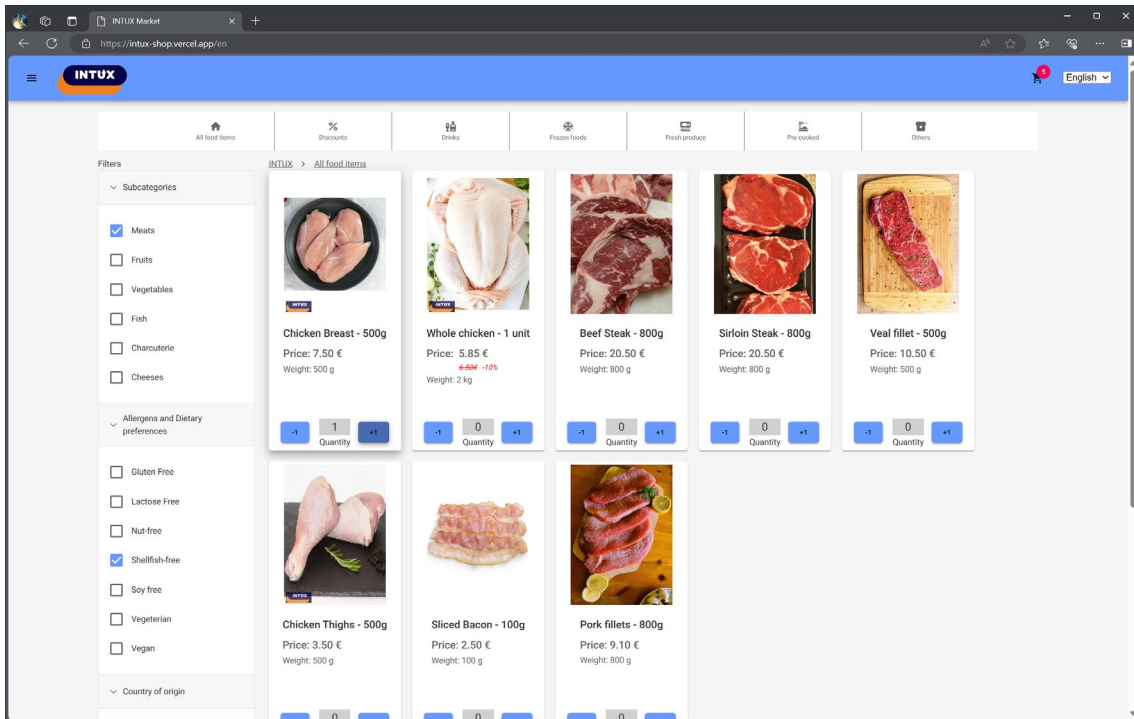 INTUX Market
https://intux-shop.vercel.app/en
INTUX
5
English
All food items
Discounts
Drinks
Frozen foods
Fresh produce
Pre cooked
Others
Filters
INTUX > All food items
Subcategories
Meats
Fruits
Vegetables
Fish
Charcuterie
Cheeses
Allergens and Dietary
preferences
Gluten Free
Lactose Free
Nut-free
Shellfish-free
Soy free
Vegeterian
Vegan
Country of origin
INTUX
Chicken Breast - 500g
Price: 7.50 €
Weight: 500 g
-1
1
+1
Quantity
INTUX
Whole chicken - 1 unit
Price: 5.85 €
6.50€ -10%
Weight: 2 kg
-1
0
+1
Quantity
Beef Steak - 800g
Price: 20.50 €
Weight: 800 g
-1
0
+1
Quantity
Sirloin Steak - 800g
Price: 20.50 €
Weight: 800 g
-1
0
+1
Quantity
Veal fillet - 500g
Price: 10.50 €
Weight: 500 g
-1
0
+1
Quantity
INTUX
Chicken Thighs - 500g
Price: 3.50 €
Weight: 500 g
0
Sliced Bacon - 100g
Price: 2.50 €
Weight: 100 g
0
Pork fillets - 800g
Price: 9.10 €
Weight: 800 g
0